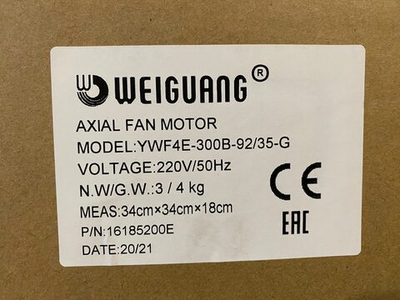 WEIGUANG®
AXIAL FAN MOTOR
MODEL:YWF4E-300B-92/35-G
VOLTAGE:220V/50Hz
N.W/G.W.:3 / 4 kg
MEAS:34cm×34cm×18cm
P/N:16185200E
DATE:20/21
CE
EAC